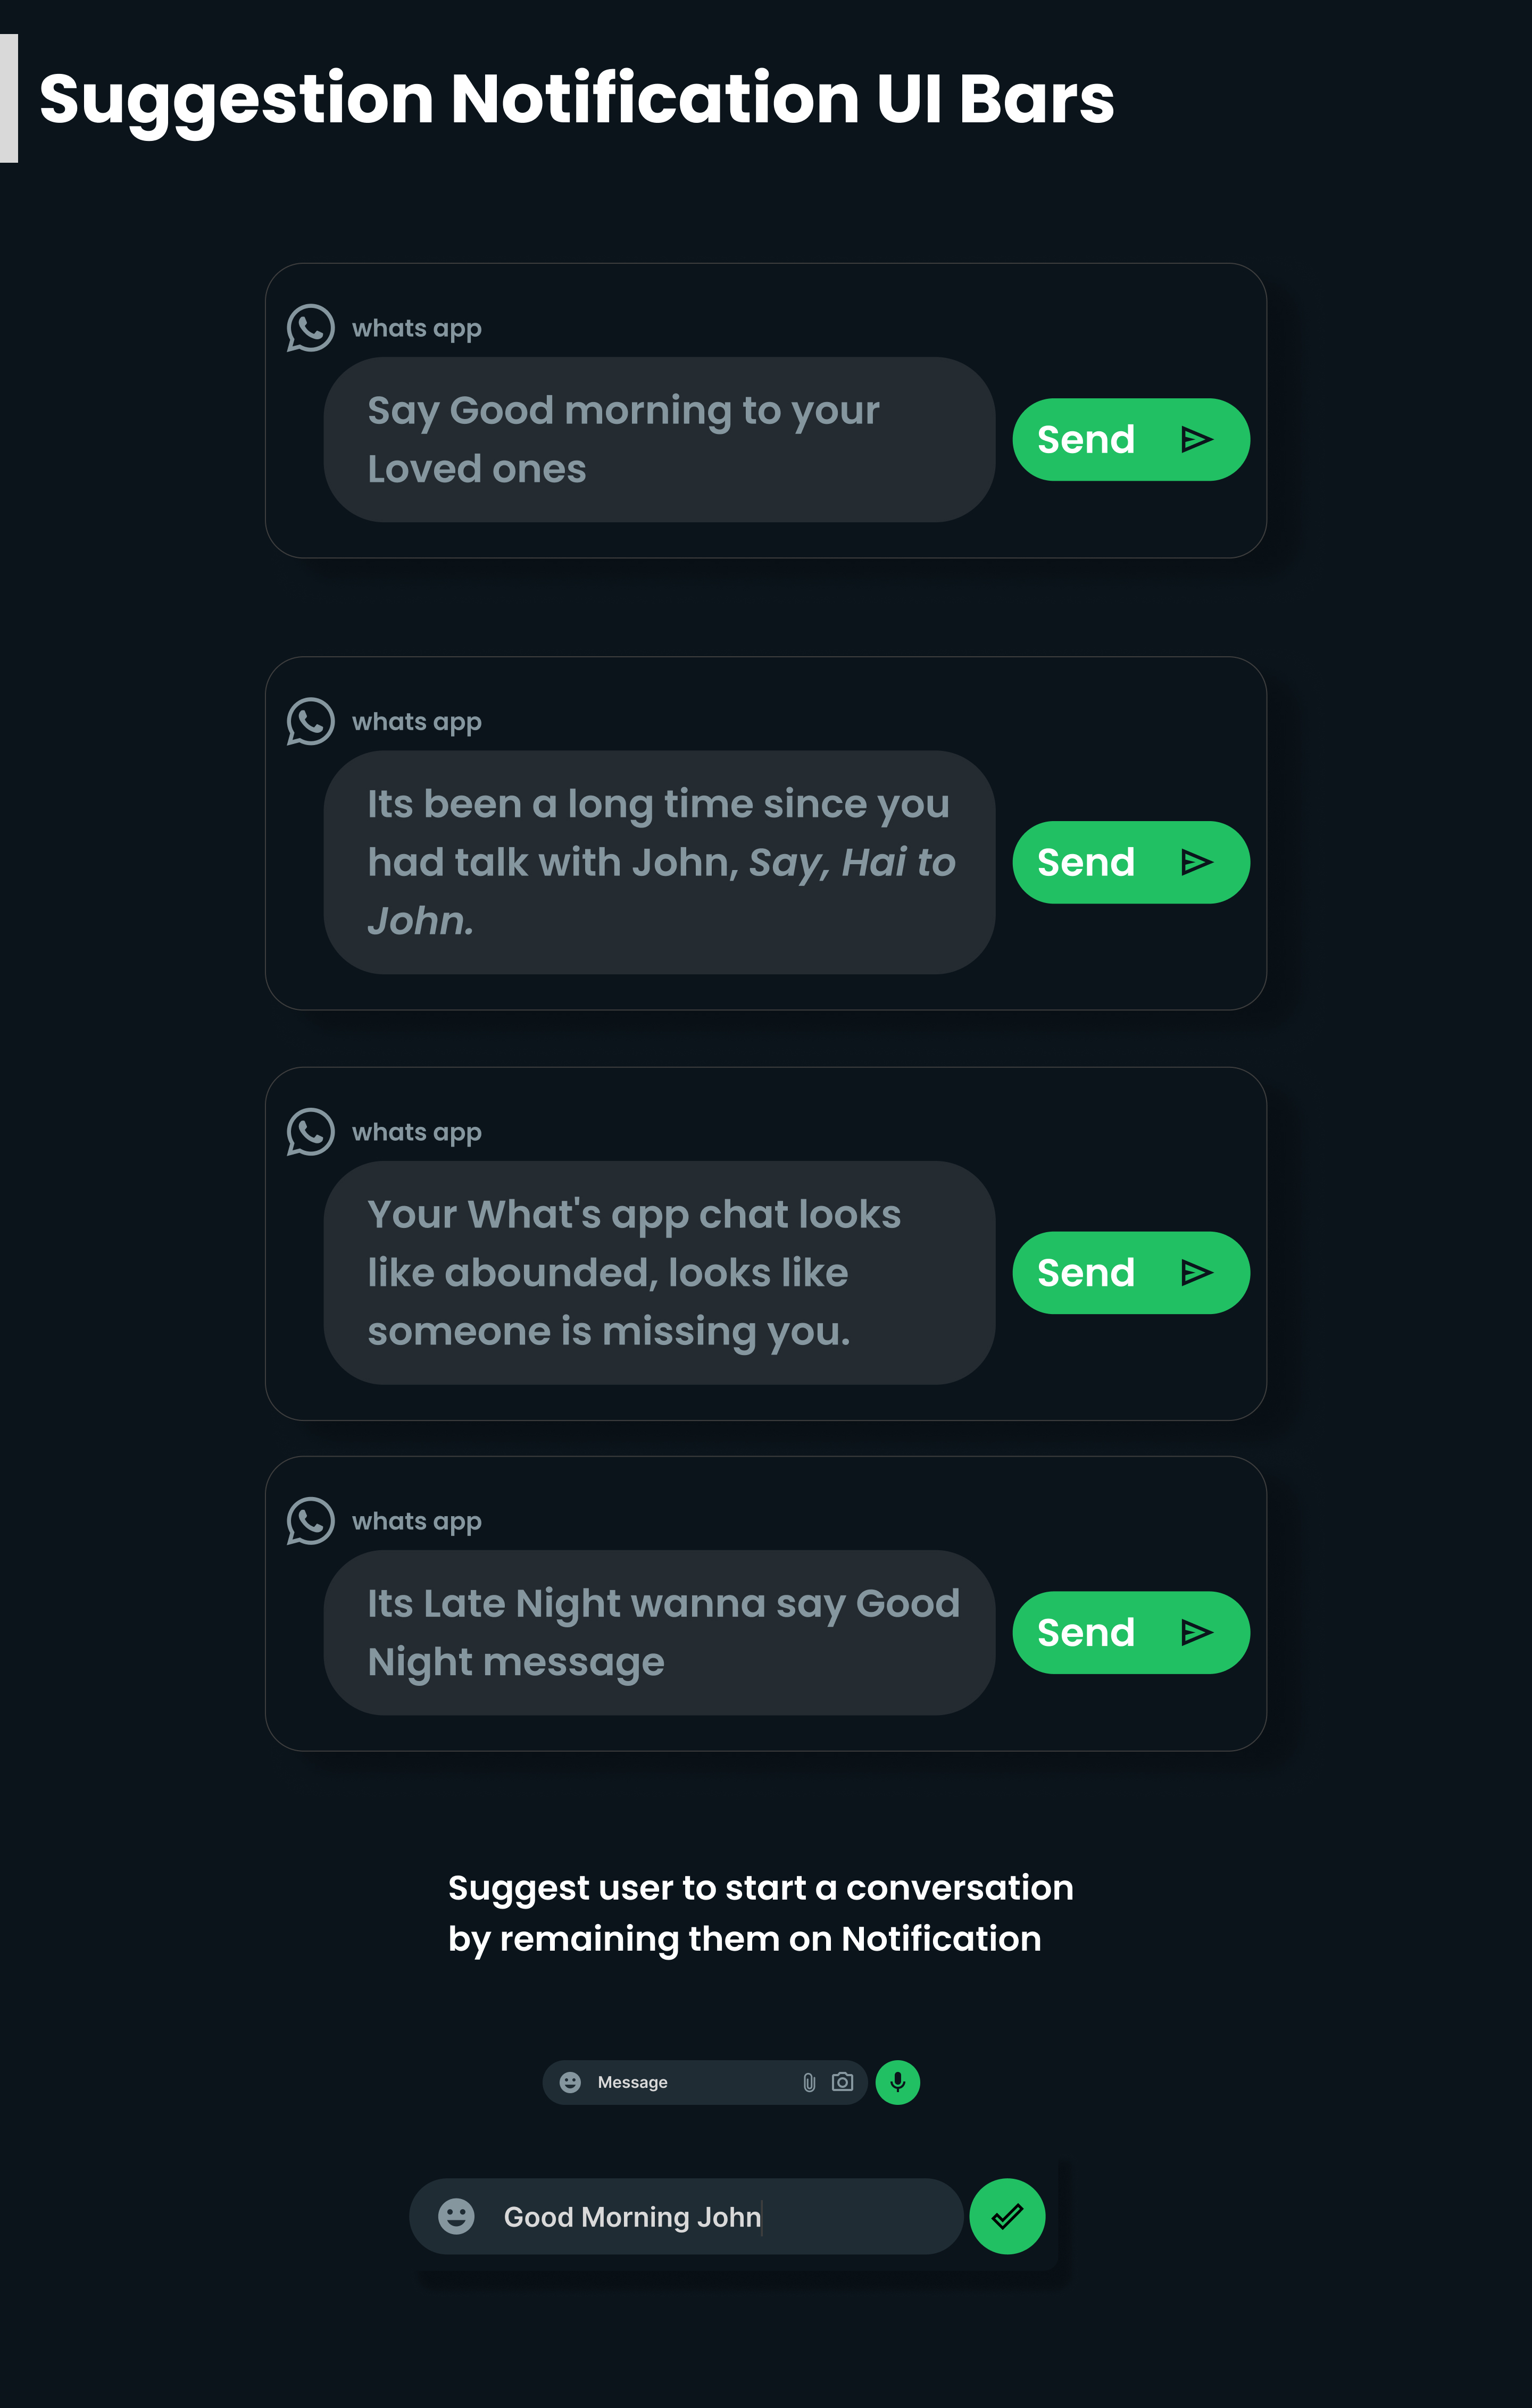 Suggestion Notification UI Bars
whats app
Say Good morning to your
Loved ones
Send
whats app
Its been a long time since you
had talk with John, Say, Hai to
John.
Send
whats app
Your What's app chat looks
like abounded, looks like
someone is missing you.
Send
whats app
Its Late Night wanna say Good
Night message
Send
Suggest user to start a conversation
by remaining them on Notification
Message
Good Morning John